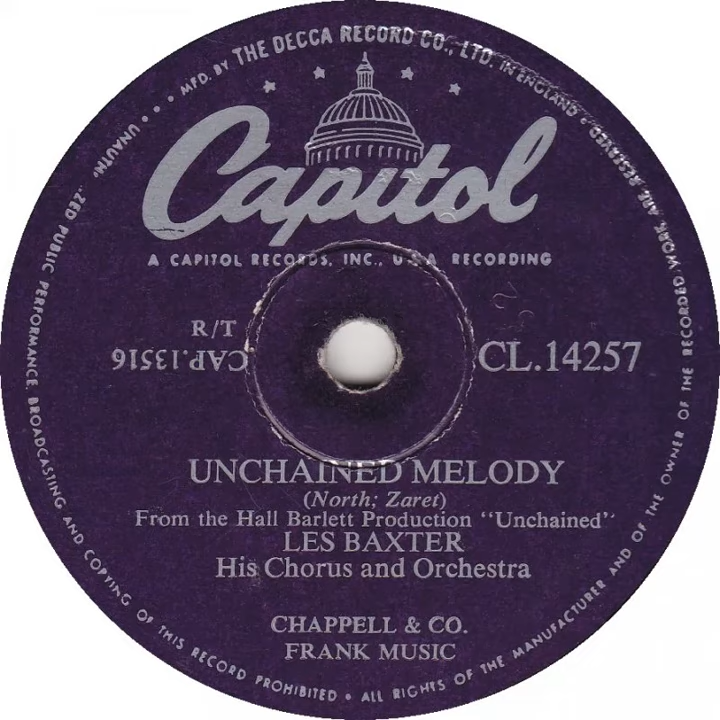 MFD. BY THE DECCA RECORD CO., LTD. IN ENGLAND
Capitol
A CAPITOL RECORDS, INC., U.S.A. RECORDING
R/T
CAP.13516
CL.14257
UNCHAINED MELODY
(North; Zaret)
From the Hall Barlett Production "Unchained"
LES BAXTER
His Chorus and Orchestra
CHAPPELL & CO.
FRANK MUSIC
ZED PUBLIC PERFORMANCE, BROADCASTING AND COPYING OF THIS RECORD PROHIBITED • ALL RIGHTS OF THE MANUFACTURER AND OF THE OWNER OF THE RECORDED WORK ARE RESERVED